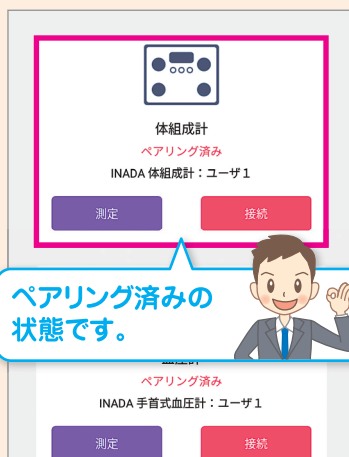 体組成計
ペアリング済み
INADA 体組成計：ユーザ１
測定
接続
ペアリング済みの
状態です。
ペアリング済み
INADA 手首式血圧計：ユーザ１
測定
接続